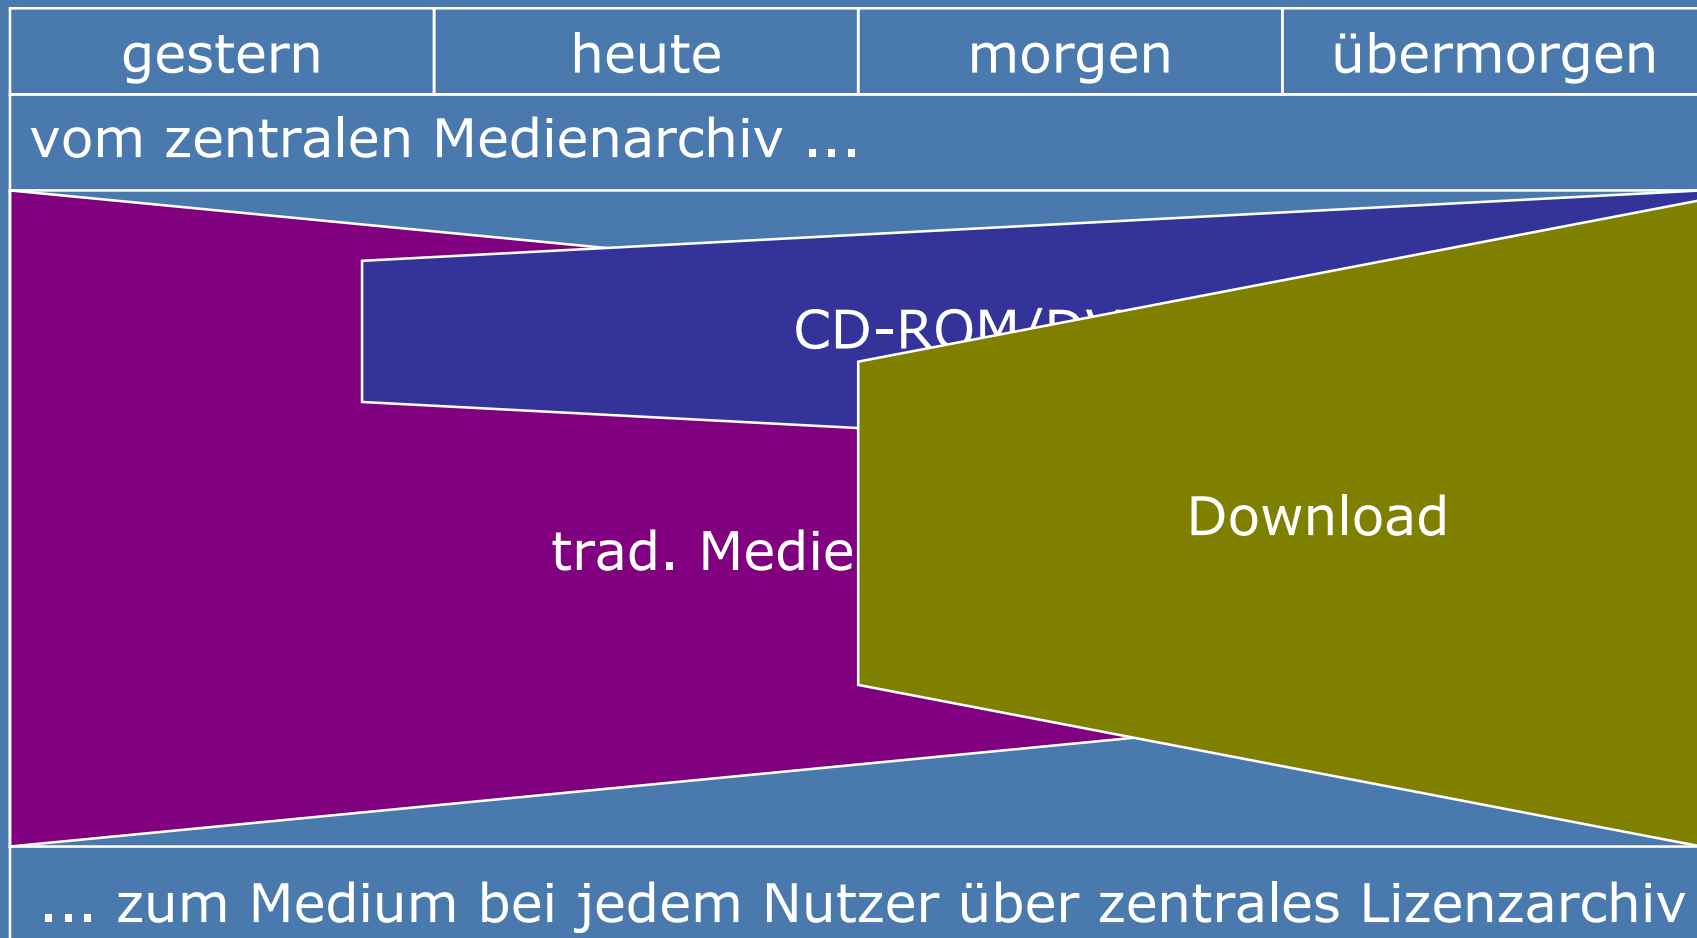 gestern heute morgen übermorgen
vom zentralen Medienarchiv ...
CD-ROM/DV
trad. Medie
Download
... zum Medium bei jedem Nutzer über zentrales Lizenzarchiv